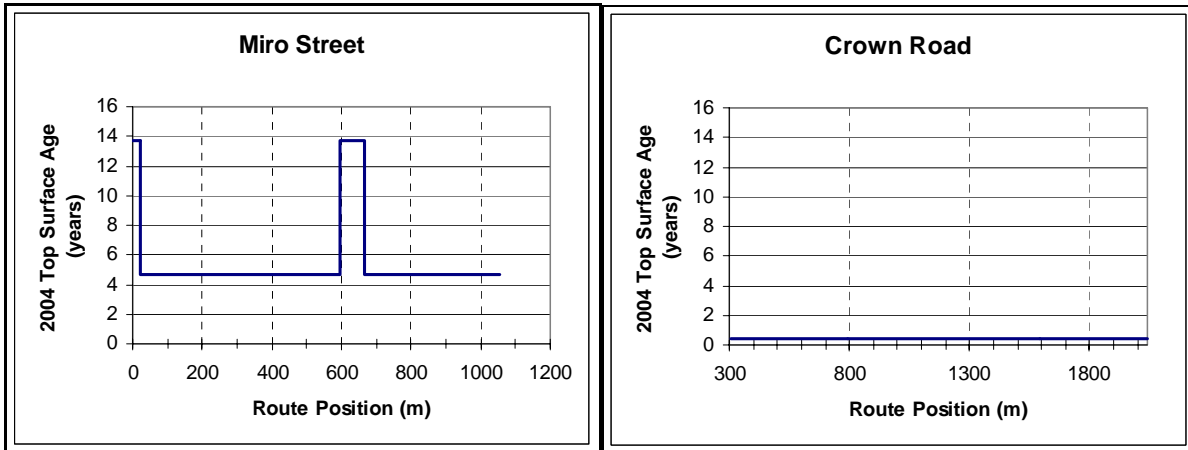 Miro Street
2004 Top Surface Age
(years)
16
14
12
10
8
6
4
2
0
0 200 400 600 800 1000 1200
Route Position (m)
Crown Road
2004 Top Surface Age
(years)
16
14
12
10
8
6
4
2
0
300 800 1300 1800
Route Position (m)